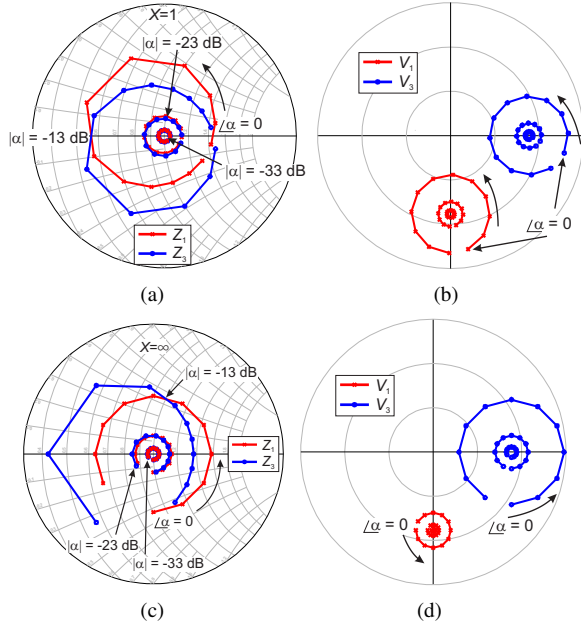 X=1
|α| = -23 dB
|α| = -13 dB
∠α = 0
|α| = -33 dB
Z1
Z3
(a)
V1
V3
∠α = 0
(b)
X=∞
|α| = -13 dB
Z1
Z3
∠α = 0
|α| = -23 dB
|α| = -33 dB
(c)
V1
V3
∠α = 0
∠α = 0
(d)